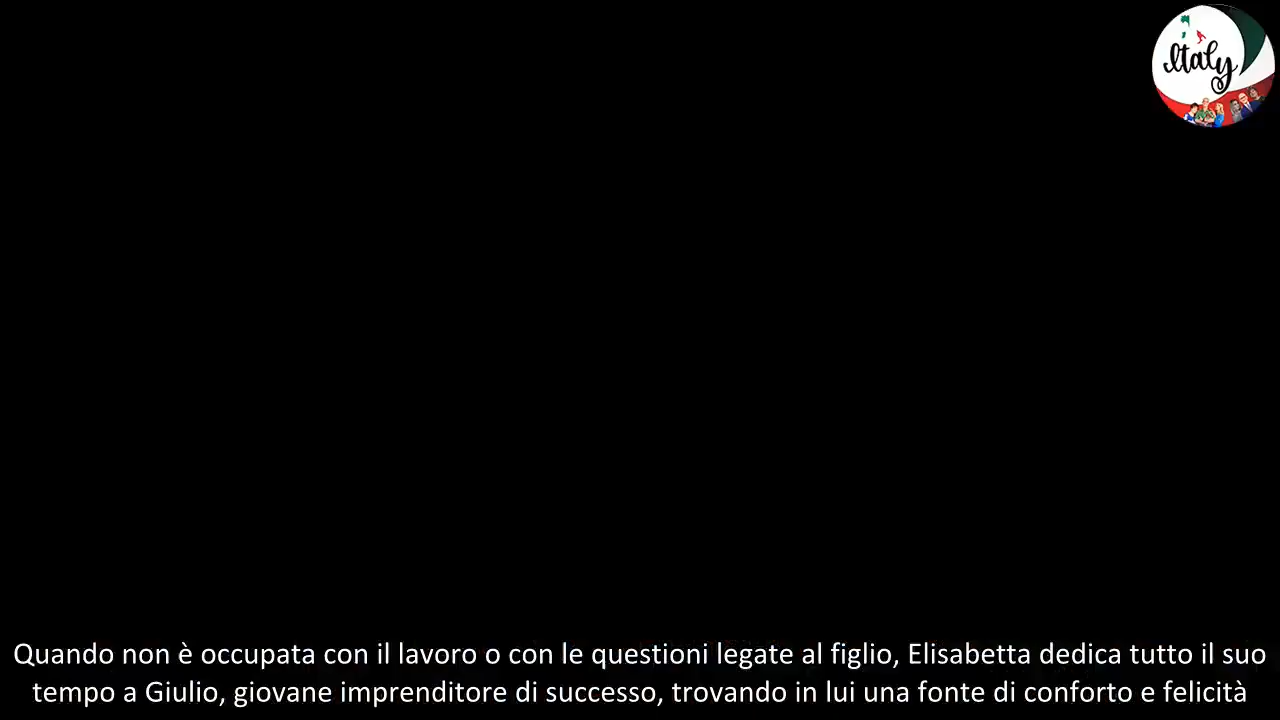 Italy
Quando non è occupata con il lavoro o con le questioni legate al figlio, Elisabetta dedica tutto il suo
tempo a Giulio, giovane imprenditore di successo, trovando in lui una fonte di conforto e felicità